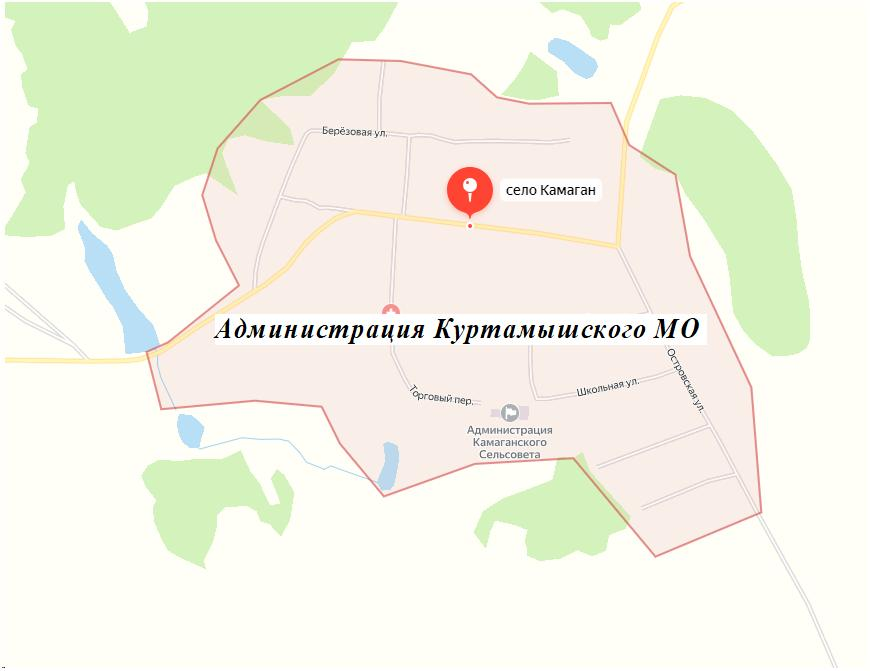 Берёзовая ул.
село Камаган
Администрация Куртамышского МО
Островская ул.
Школьная ул.
Торговый пер.
Администрация
Камаганского
Сельсовета